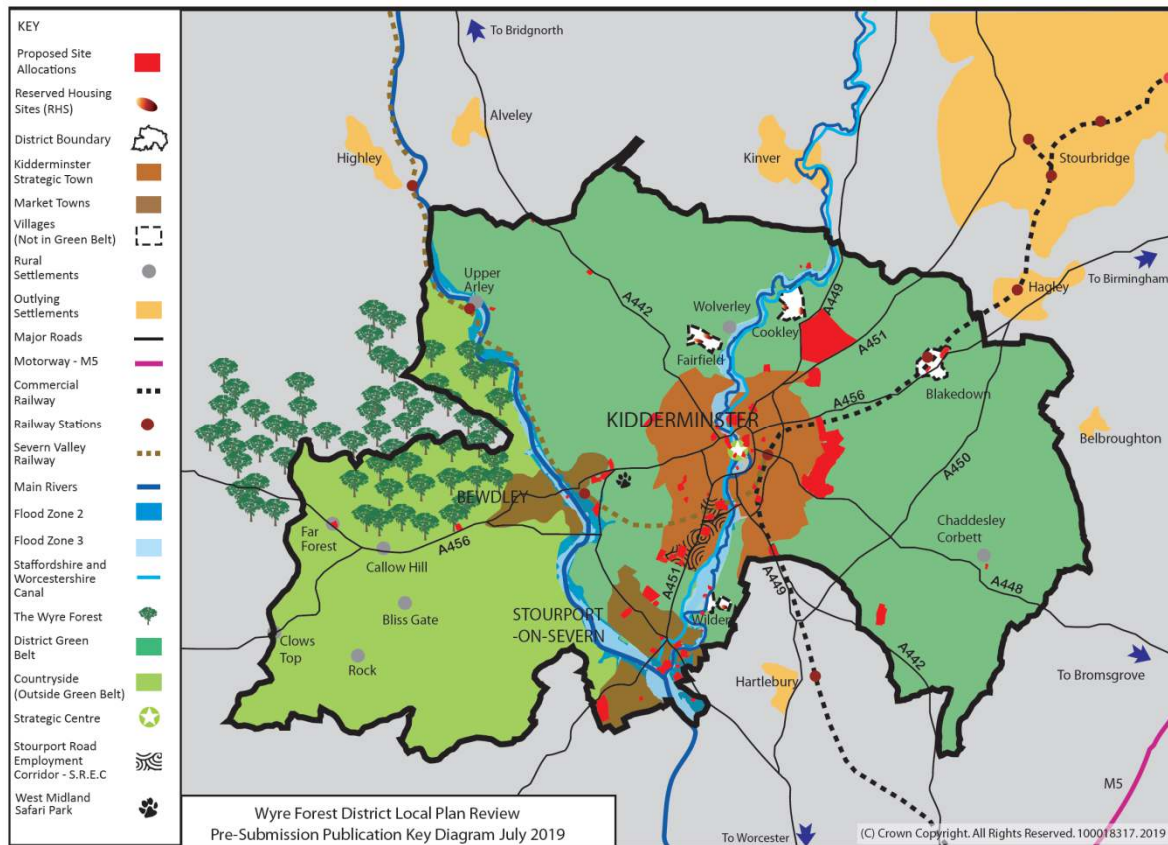 KEY
Proposed Site
Allocations
Reserved Housing
Sites (RHS)
District Boundary
Kidderminster
Strategic Town
Market Towns
Villages
(Not in Green Belt)
Rural
Settlements
Outlying
Settlements
Major Roads
Motorway - M5
Commercial
Railway
Railway Stations
Severn Valley
Railway
Main Rivers
Flood Zone 2
Flood Zone 3
Staffordshire and
Worcestershire
Canal
The Wyre Forest
District Green
Belt
Countryside
(Outside Green Belt)
Strategic Centre
Stourport Road
Employment
Corridor - S.R.E.C
West Midland
Safari Park
To Bridgnorth
Alveley
Highley
Kinver
Stourbridge
To Birmingham
Hagley
Upper
Arley
A442
Wolverley
Cookley
A449
A451
Fairfield
Blakedown
A456
KIDDERMINSTER
Belbroughton
A450
BEWDLEY
Far
Forest
A456
Callow Hill
Chaddesley
Corbett
A448
A451
A449
Bliss Gate
STOURPORT
-ON-SEVERN
Wilden
Clows
Top
Rock
A442
Hartlebury
To Bromsgrove
M5
To Worcester
Wyre Forest District Local Plan Review
Pre-Submission Publication Key Diagram July 2019
(C) Crown Copyright. All Rights Reserved. 100018317. 2019